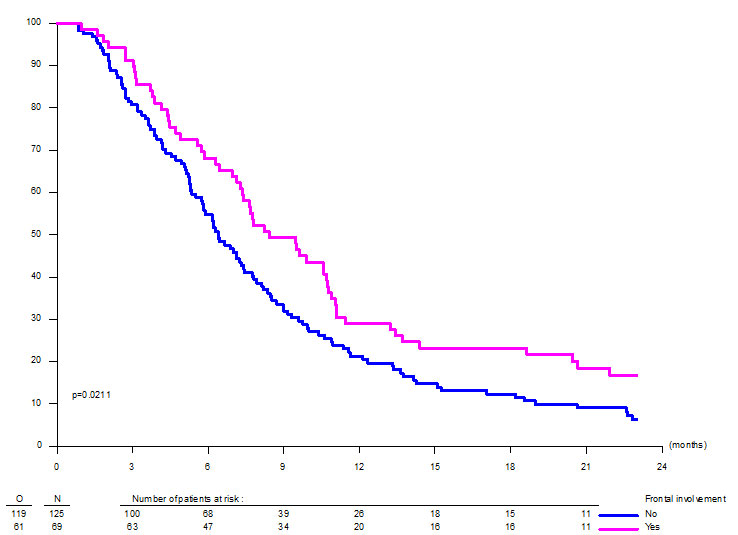 100
90
80
70
60
50
40
30
20
10
0
p=0.0211
(months)
0 3 6 9 12 15 18 21 24
O N Number of patients at risk : Frontal involvement
119 125 100 68 39 26 18 15 11 No
61 69 63 47 34 20 16 16 11 Yes